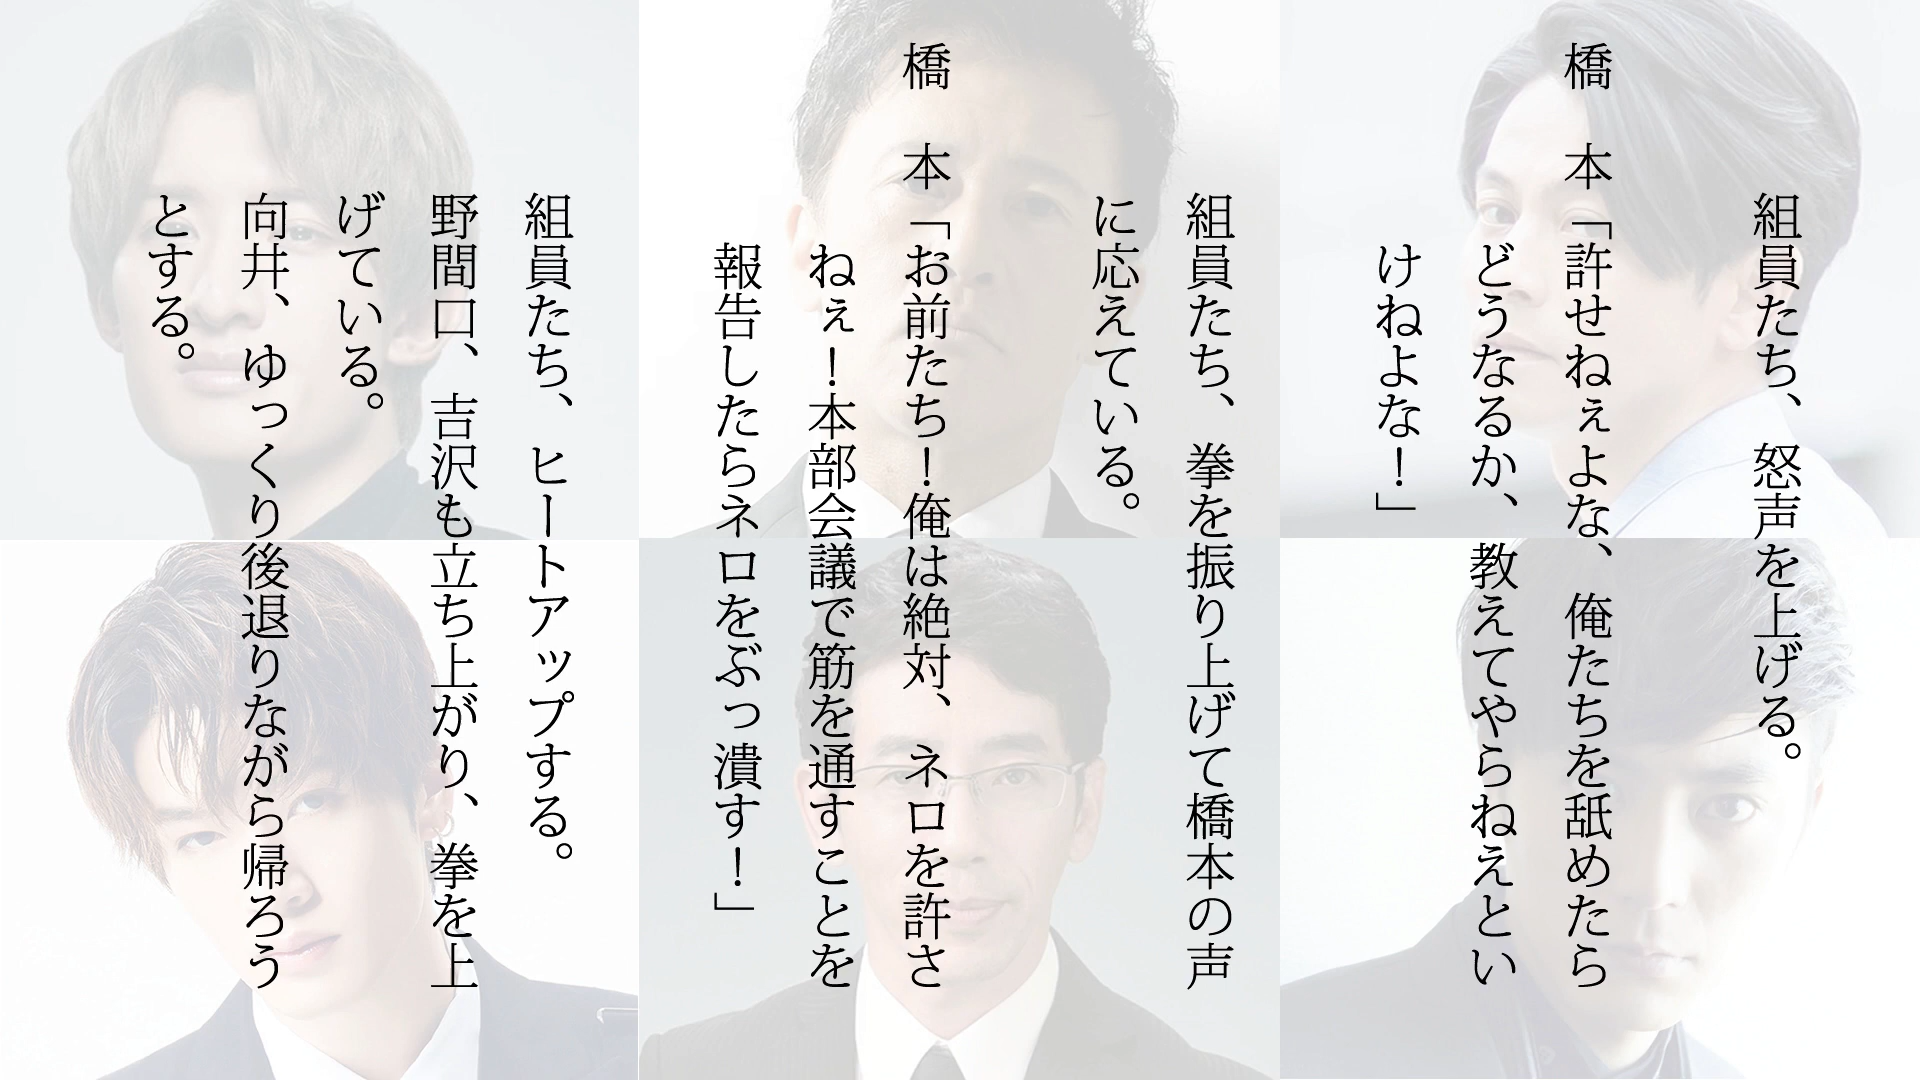 組員たち、怒声を上げる。
橋本「許せねぇよな、俺たちを舐めたら
どうなるか、教えてやらねえとい
けねよな！」
組員たち、拳を振り上げて橋本の声
に応えている。
橋本「お前たち！俺は絶対、ネロを許さ
ねぇ！本部会議で筋を通すことを
報告したらネロをぶっ潰す！」
組員たち、ヒートアップする。
野間口、吉沢も立ち上がり、拳を上
げている。
向井、ゆっくり後退りながら帰ろう
とする。